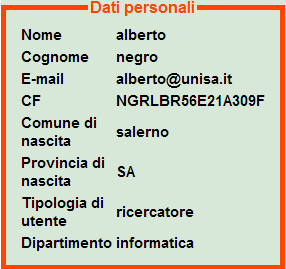 Dati personali
Nome alberto
Cognome negro
E-mail alberto@unisa.it
CF NGRLBR56E21A309F
Comune di
nascita
salerno
Provincia di
nascita
SA
Tipologia di
utente
ricercatore
Dipartimento informatica